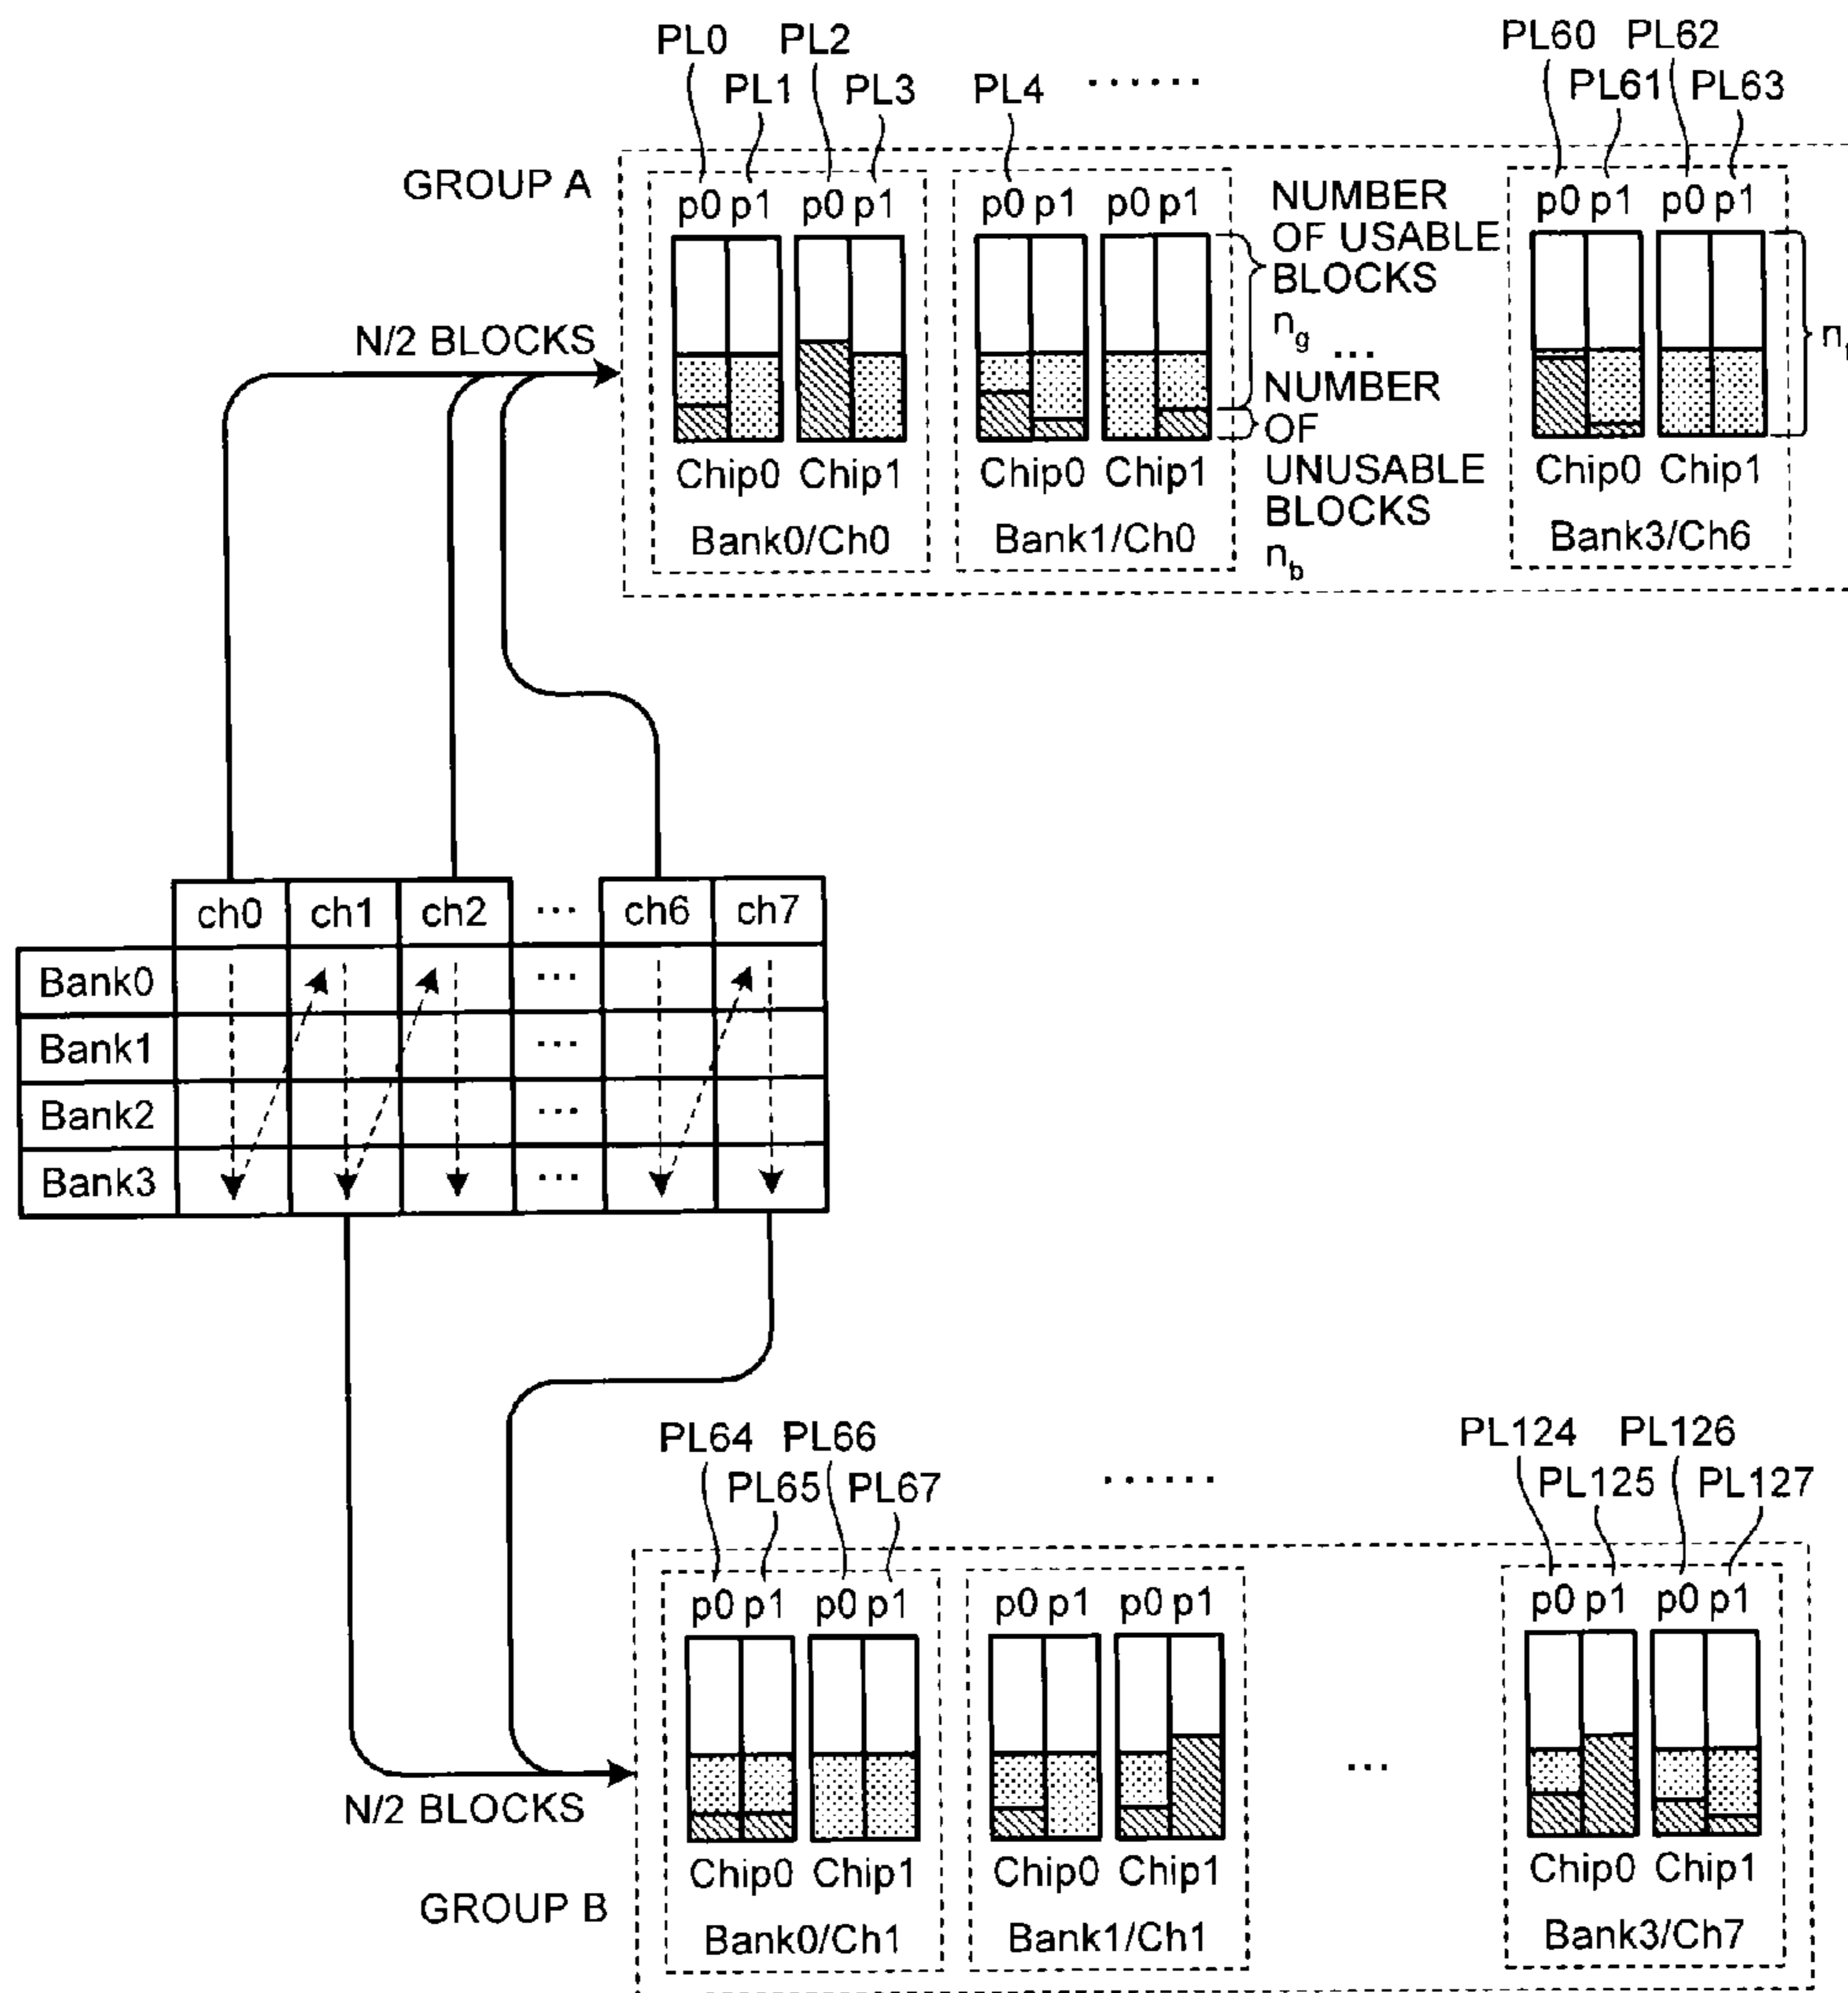 PL0 PL2
PL1 PL3 PL4 ······
PL60 PL62
PL61 PL63
GROUP A
p0 p1 p0 p1
p0 p1 p0 p1
NUMBER
OF USABLE
BLOCKS
n_g ...
NUMBER
OF
UNUSABLE
BLOCKS
n_b
p0 p1 p0 p1
N/2 BLOCKS
Chip0 Chip1
Bank0/Ch0
Chip0 Chip1
Bank1/Ch0
Chip0 Chip1
Bank3/Ch6
ch0 ch1 ch2 ... ch6 ch7
Bank0 ...
Bank1 ...
Bank2 ...
Bank3 ...
PL64 PL66
PL65 PL67
······
PL124 PL126
PL125 PL127
p0 p1 p0 p1
p0 p1 p0 p1
p0 p1 p0 p1
...
N/2 BLOCKS
Chip0 Chip1
Bank0/Ch1
Chip0 Chip1
Bank1/Ch1
Chip0 Chip1
Bank3/Ch7
GROUP B